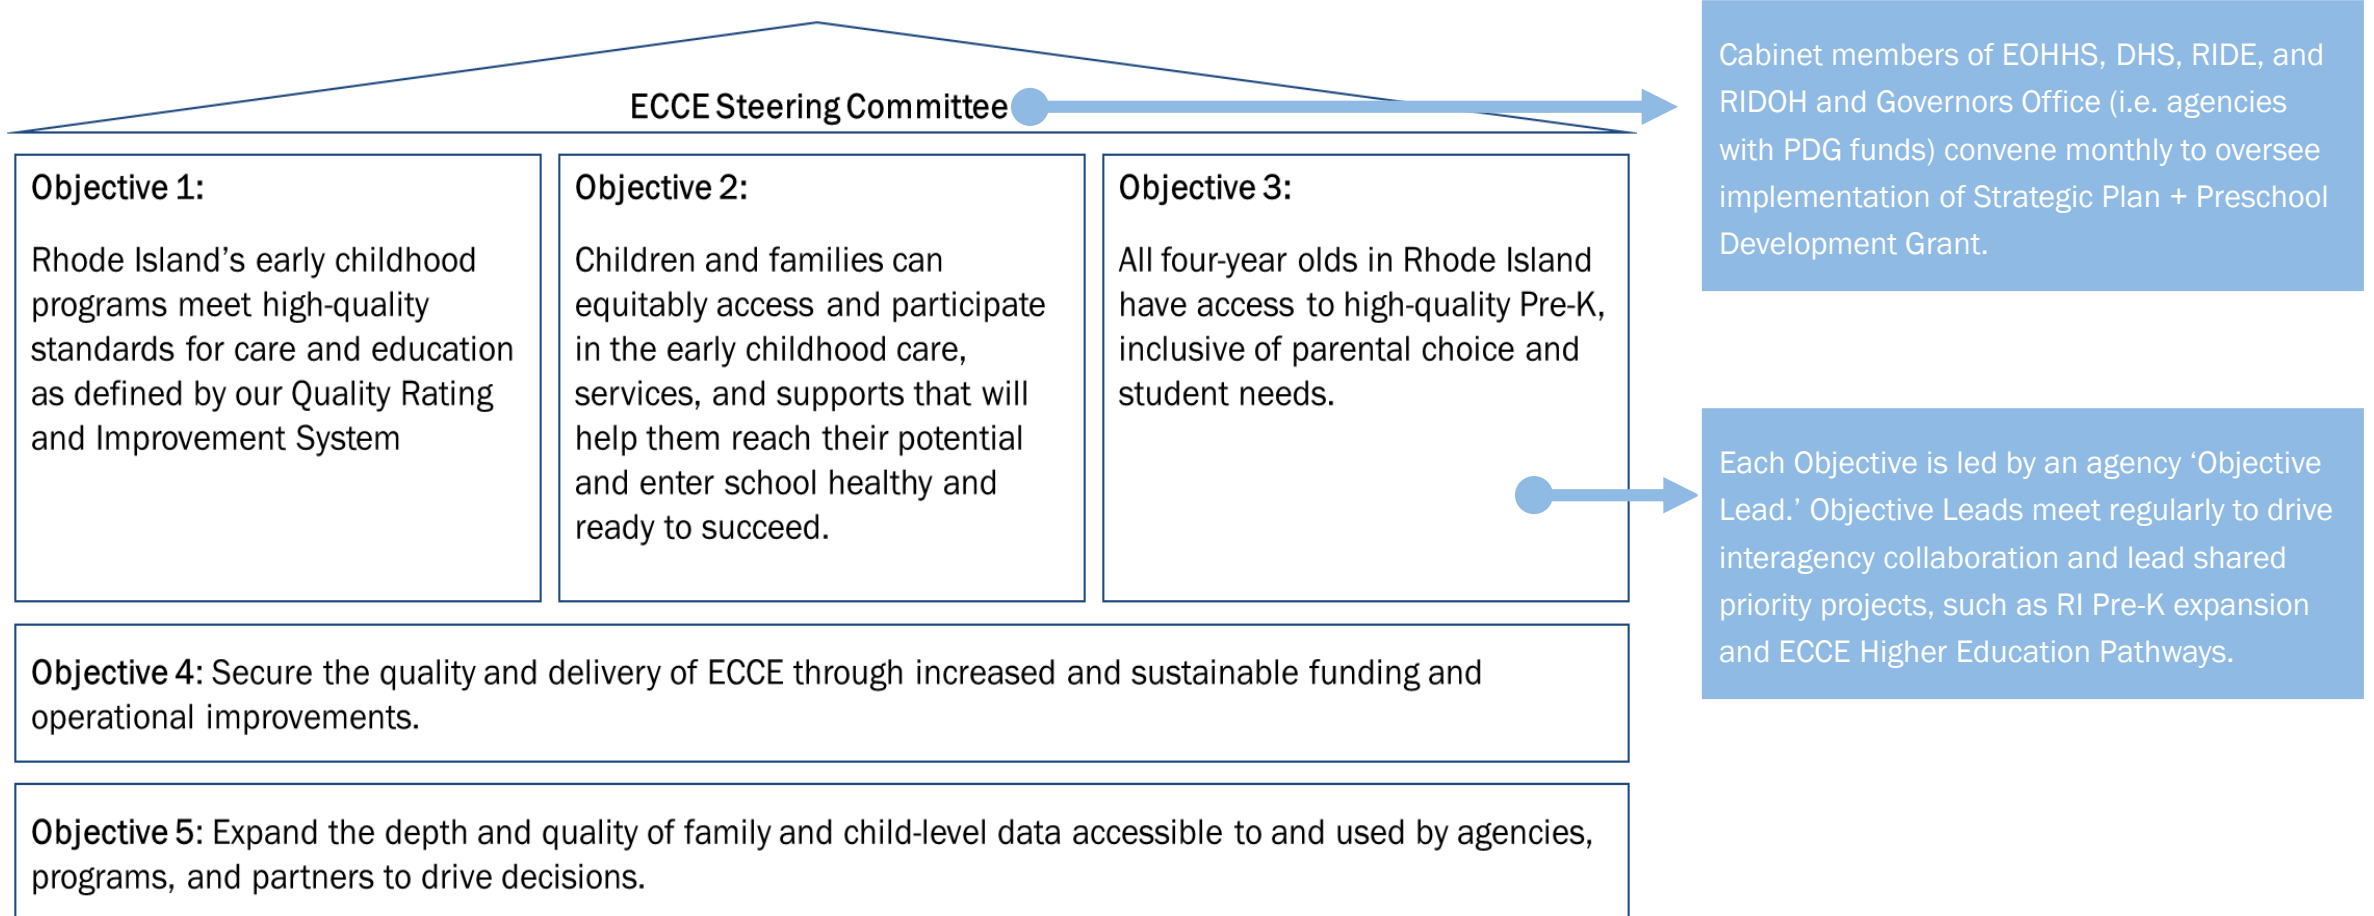 ECCE Steering Committee
Objective 1:
Rhode Island’s early childhood
programs meet high-quality
standards for care and education
as defined by our Quality Rating
and Improvement System
Objective 2:
Children and families can
equitably access and participate
in the early childhood care,
services, and supports that will
help them reach their potential
and enter school healthy and
ready to succeed.
Objective 3:
All four-year olds in Rhode Island
have access to high-quality Pre-K,
inclusive of parental choice and
student needs.
Objective 4: Secure the quality and delivery of ECCE through increased and sustainable funding and
operational improvements.
Objective 5: Expand the depth and quality of family and child-level data accessible to and used by agencies,
programs, and partners to drive decisions.
Cabinet members of EOHHS, DHS, RIDE, and
RIDOH and Governors Office (i.e. agencies
with PDG funds) convene monthly to oversee
implementation of Strategic Plan + Preschool
Development Grant.
Each Objective is led by an agency ‘Objective
Lead.’ Objective Leads meet regularly to drive
interagency collaboration and lead shared
priority projects, such as RI Pre-K expansion
and ECCE Higher Education Pathways.